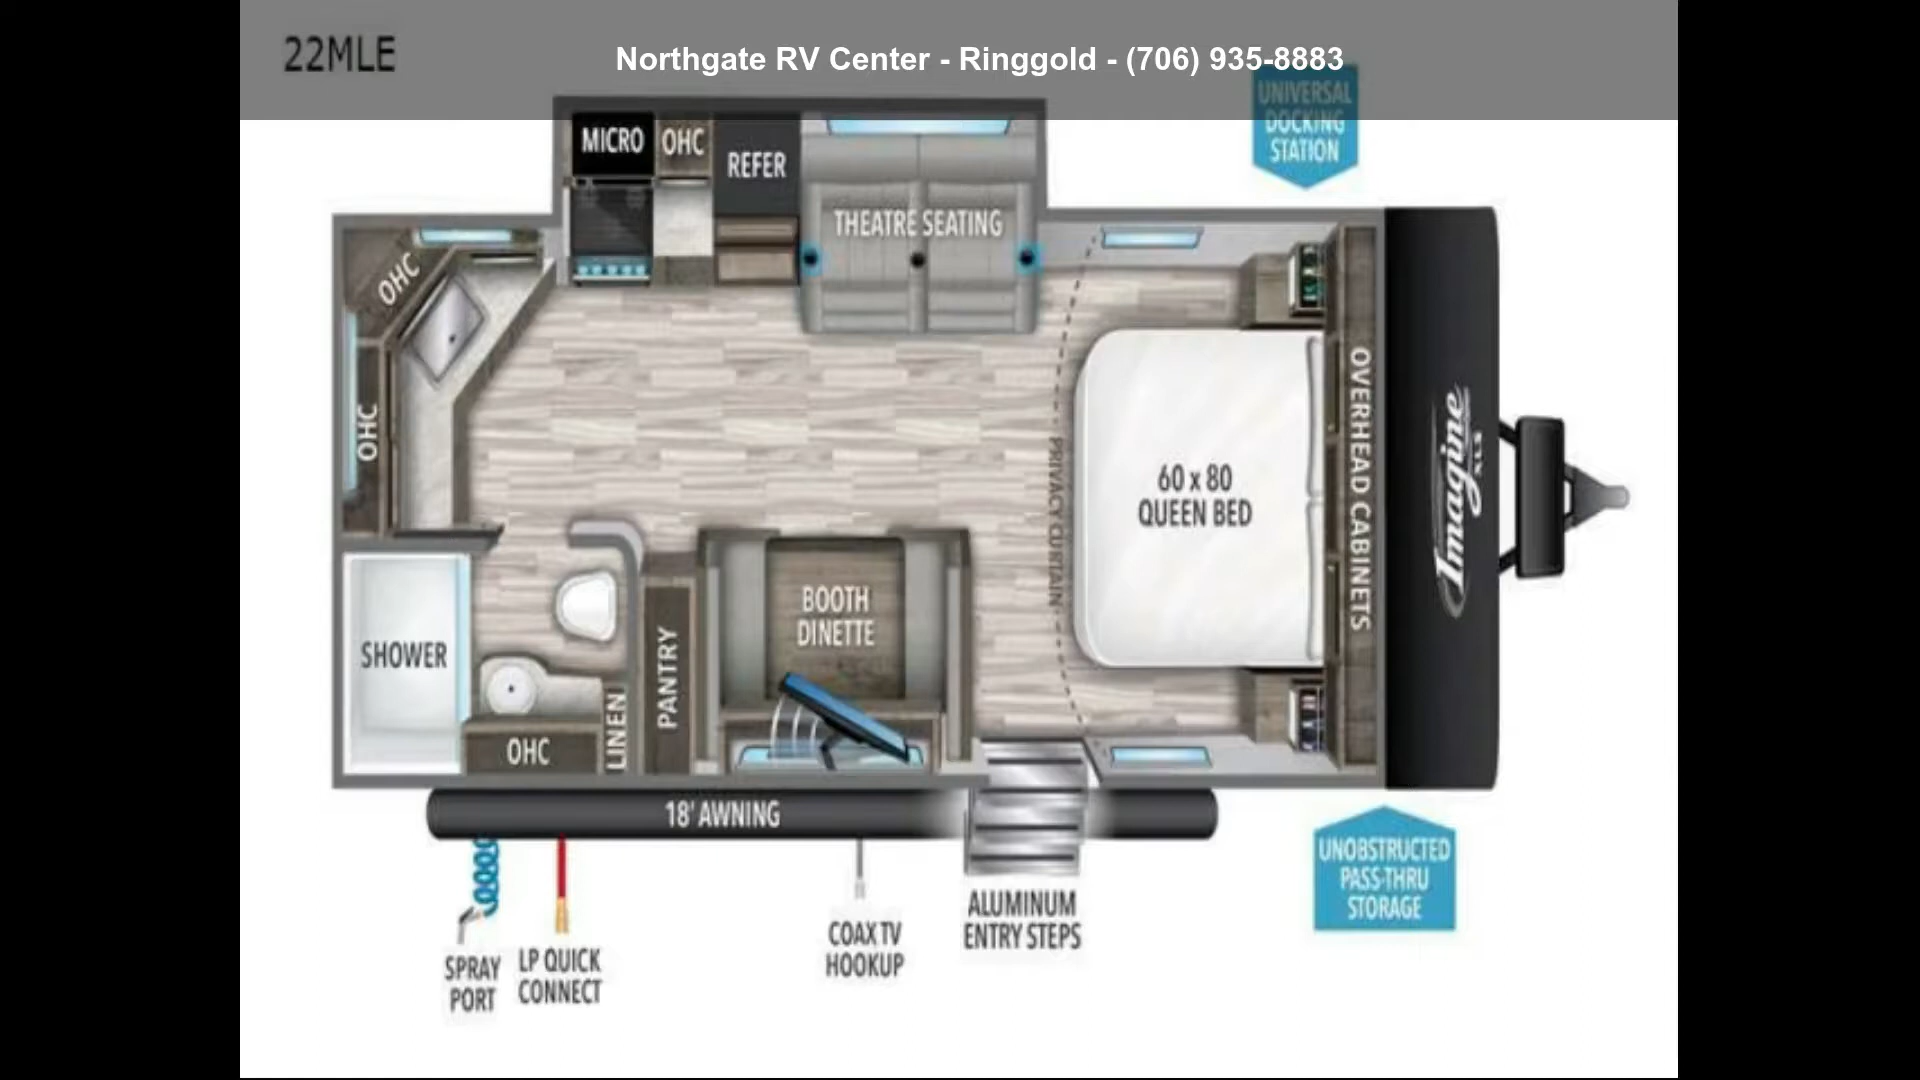 22MLE
Northgate RV Center - Ringgold - (706) 935-8883
UNIVERSAL
DOCKING
STATION
MICRO
OHC
REFER
THEATRE SEATING
OHC
OHC
60 x 80
QUEEN BED
PRIVACY CURTAIN
OVERHEAD CABINETS
Imagine
XLS
SHOWER
OHC
LINEN
PANTRY
BOOTH
DINETTE
18' AWNING
SPRAY
PORT
LP QUICK
CONNECT
COAX TV
HOOKUP
ALUMINUM
ENTRY STEPS
UNOBSTRUCTED
PASS-THRU
STORAGE